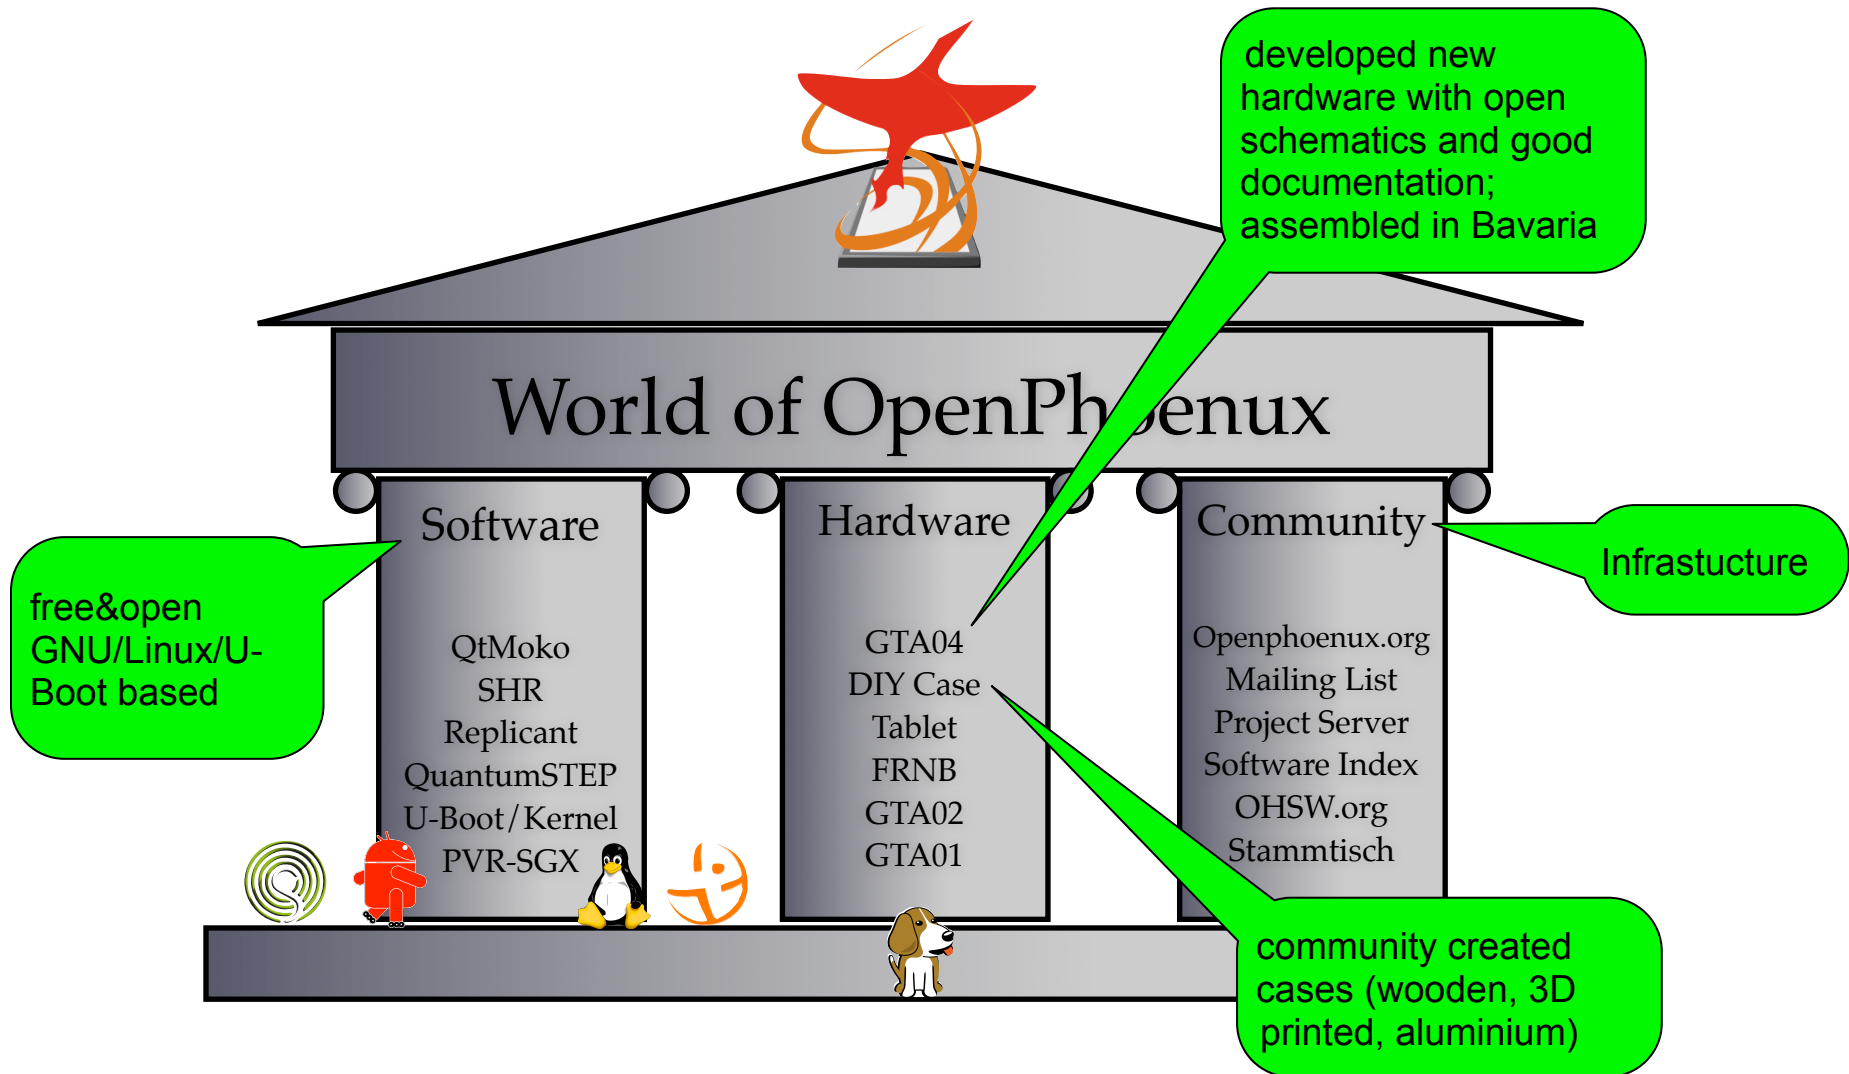 developed new
hardware with open
schematics and good
documentation;
assembled in Bavaria
World of OpenPhoenux
Software
QtMoko
SHR
Replicant
QuantumSTEP
U-Boot/Kernel
PVR-SGX
Hardware
GTA04
DIY Case
Tablet
FRNB
GTA02
GTA01
Community
Openphoenux.org
Mailing List
Project Server
Software Index
OHSW.org
Stammtisch
free&open
GNU/Linux/U-
Boot based
Infrastucture
community created
cases (wooden, 3D
printed, aluminium)